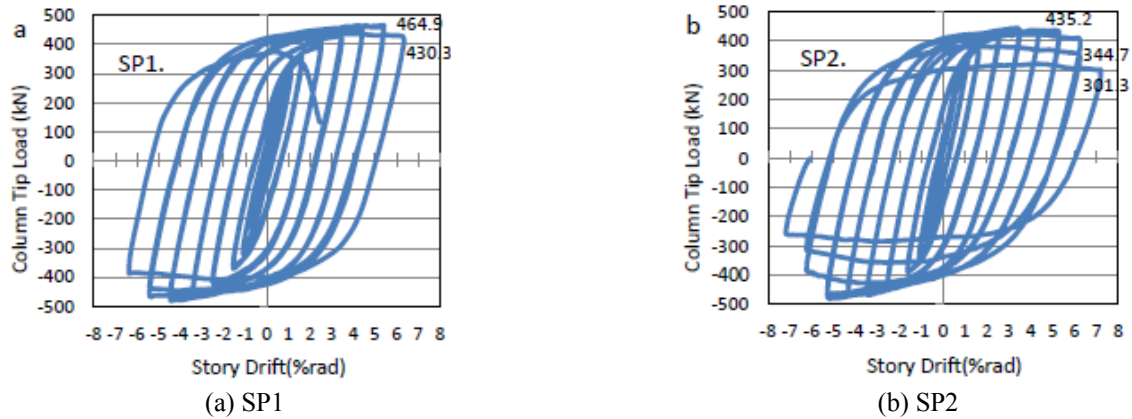 a
SP1.
464.9
430.3
500
400
300
200
100
0
-100
-200
-300
-400
-500
Column Tip Load (kN)
-8 -7 -6 -5 -4 -3 -2 -1 0 1 2 3 4 5 6 7 8
Story Drift(%rad)
(a) SP1
b
SP2.
435.2
344.7
301.3
500
400
300
200
100
0
-100
-200
-300
-400
-500
Column Tip Load (kN)
-8 -7 -6 -5 -4 -3 -2 -1 0 1 2 3 4 5 6 7 8
Story Drift(%rad)
(b) SP2